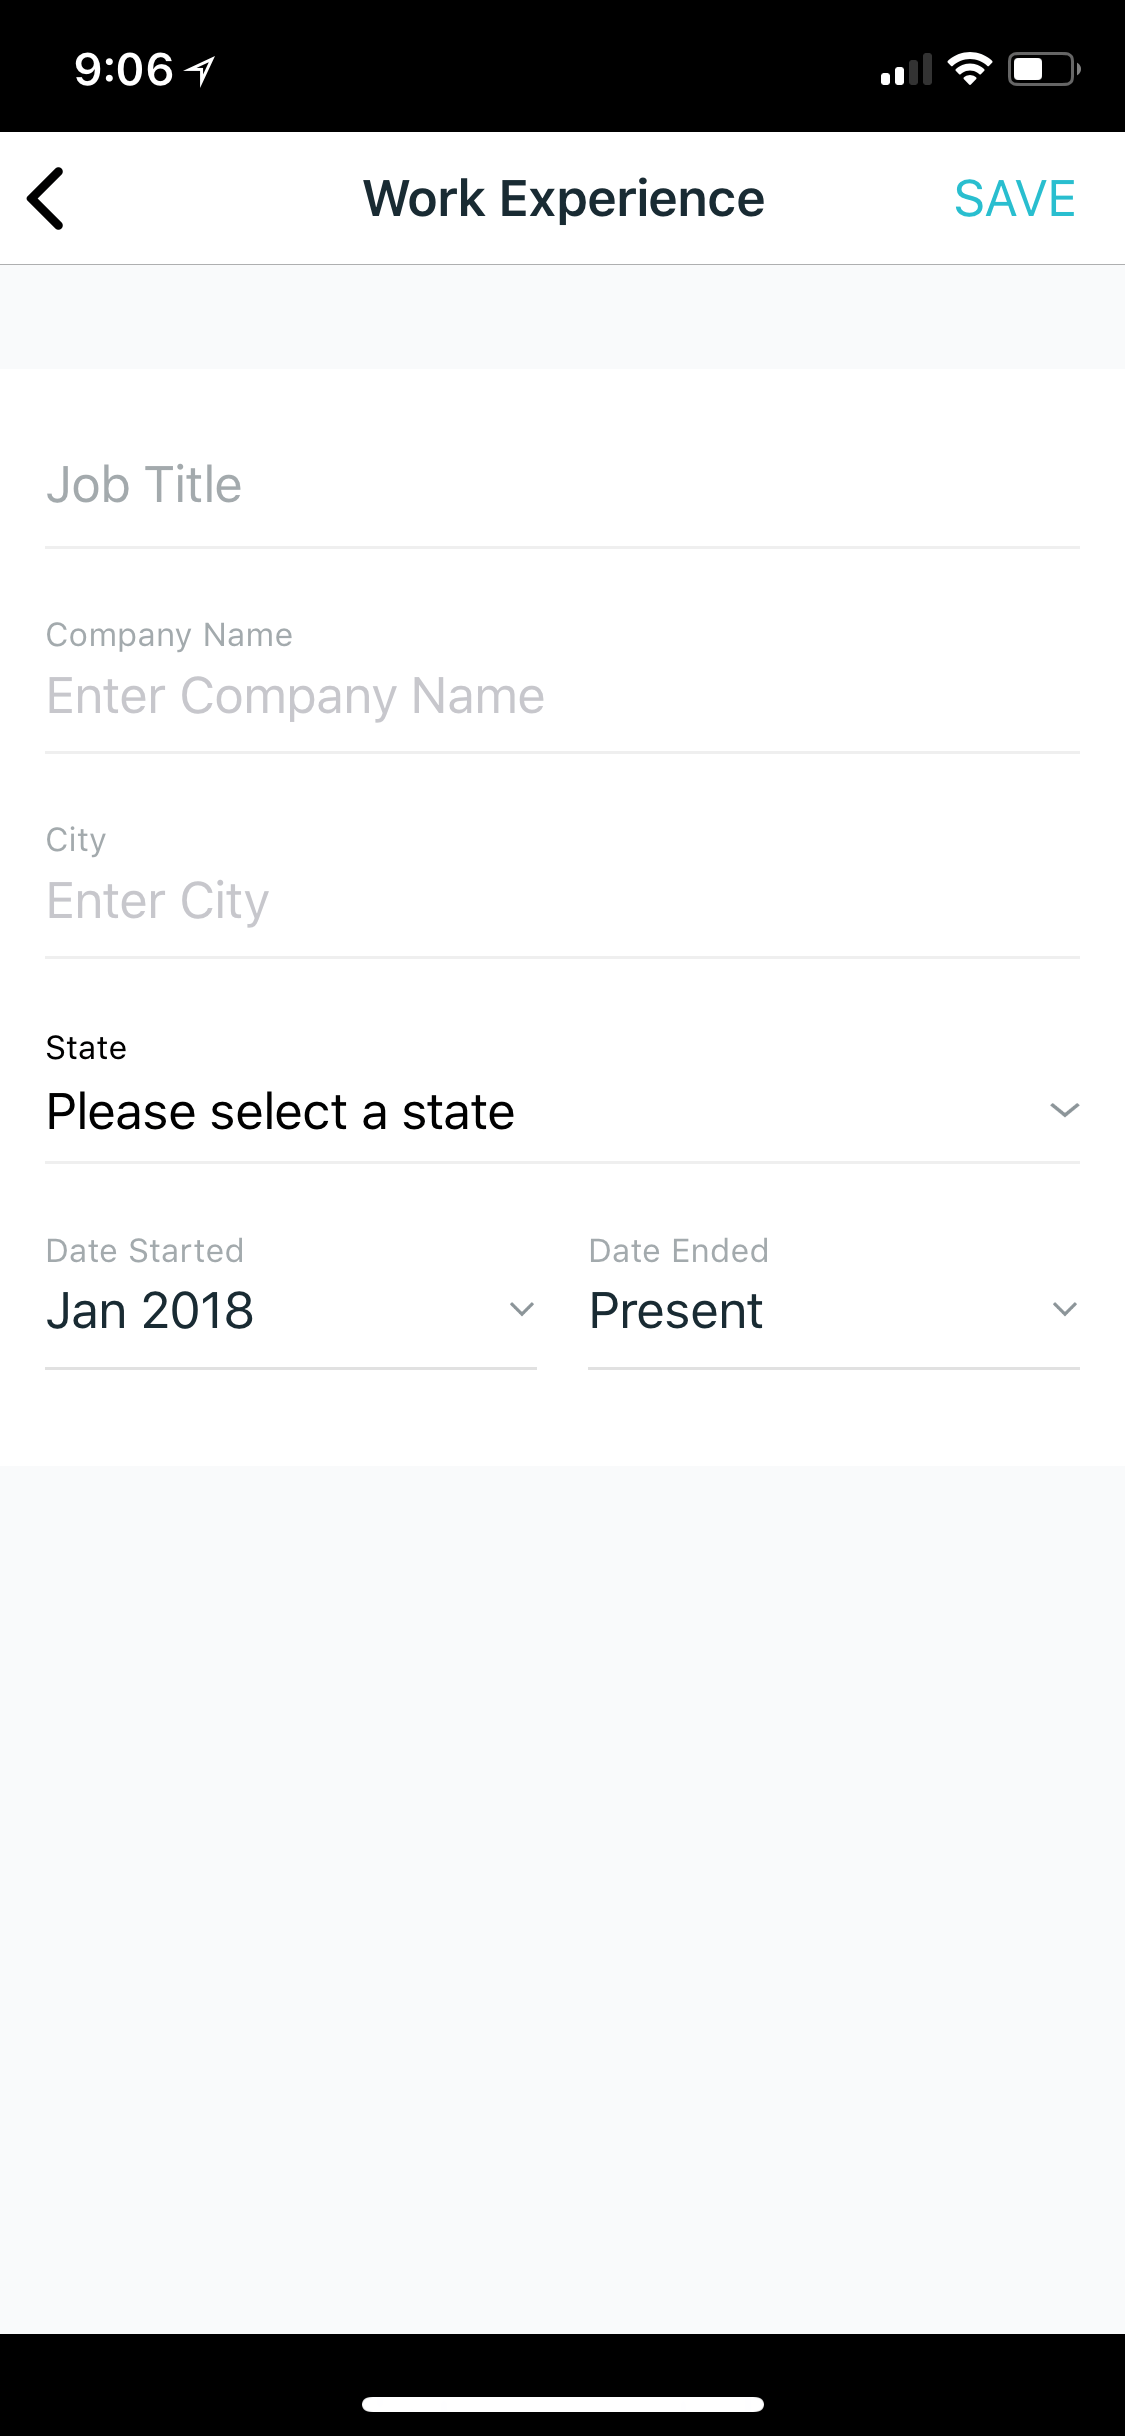 9:06
Work Experience
SAVE
Job Title
Company Name
Enter Company Name
City
Enter City
State
Please select a state
Date Started
Date Ended
Jan 2018
Present